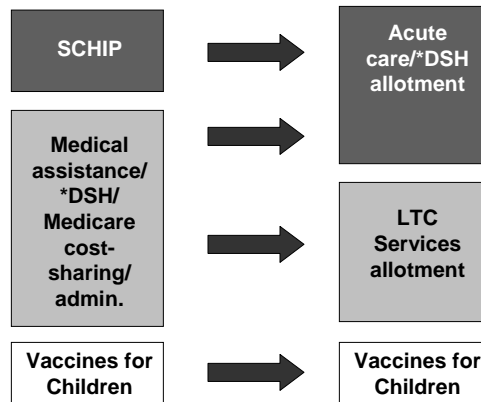 SCHIP
Acute
care/*DSH
allotment
Medical
assistance/
*DSH/
Medicare
cost-
sharing/
admin.
LTC
Services
allotment
Vaccines for
Children
Vaccines for
Children